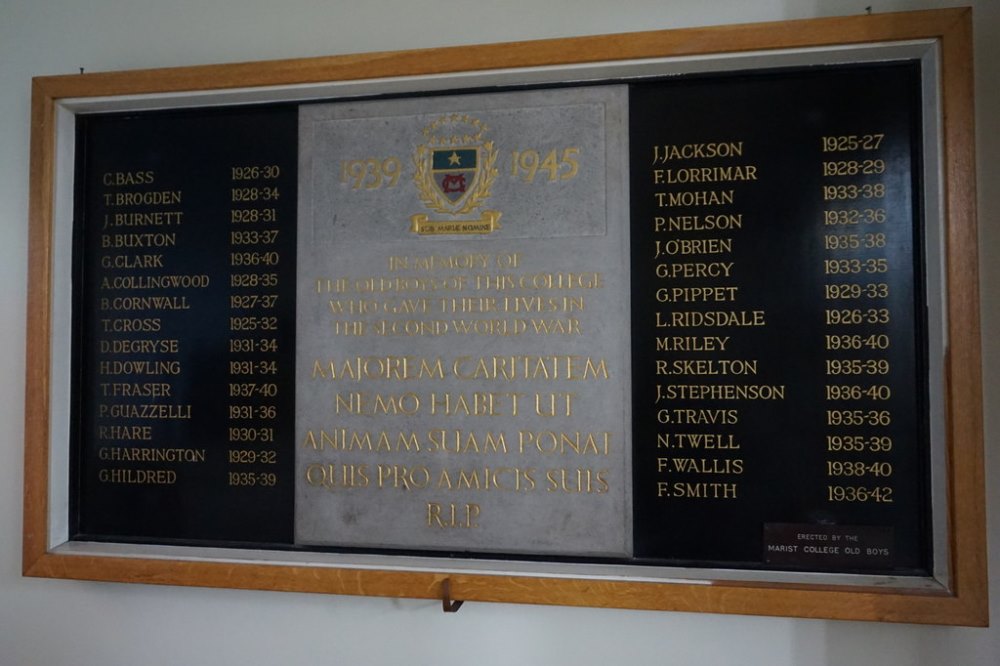 C. BASS 1926-30
T. BROGDEN 1928-34
J. BURNETT 1928-31
B. BUXTON 1933-37
G. CLARK 1936-40
A. COLLINGWOOD 1928-35
B. CORNWALL 1927-37
T. CROSS 1925-32
D. DEGRYSE 1931-34
H. DOWLING 1931-34
T. FRASER 1937-40
P. GUAZZELLI 1931-36
R. HARE 1930-31
G. HARRINGTON 1929-32
G. HILDRED 1935-39
1939 1945
SUB MARIÆ NOMINE
IN MEMORY OF
THE OLD BOYS OF THIS COLLEGE
WHO GAVE THEIR LIVES IN
THE SECOND WORLD WAR
MAJOREM CARITATEM
NEMO HABET UT
ANIMAM SUAM PONAT
QUIS PRO AMICIS SUIS
R.I.P.
J. JACKSON 1925-27
F. LORRIMAR 1928-29
T. MOHAN 1933-38
P. NELSON 1932-36
J. O'BRIEN 1935-38
G. PERCY 1933-35
G. PIPPET 1929-33
L. RIDSDALE 1926-33
M. RILEY 1936-40
R. SKELTON 1935-39
J. STEPHENSON 1936-40
G. TRAVIS 1935-36
N. TWELL 1935-39
F. WALLIS 1938-40
F. SMITH 1936-42
ERECTED BY THE
MARIST COLLEGE OLD BOYS